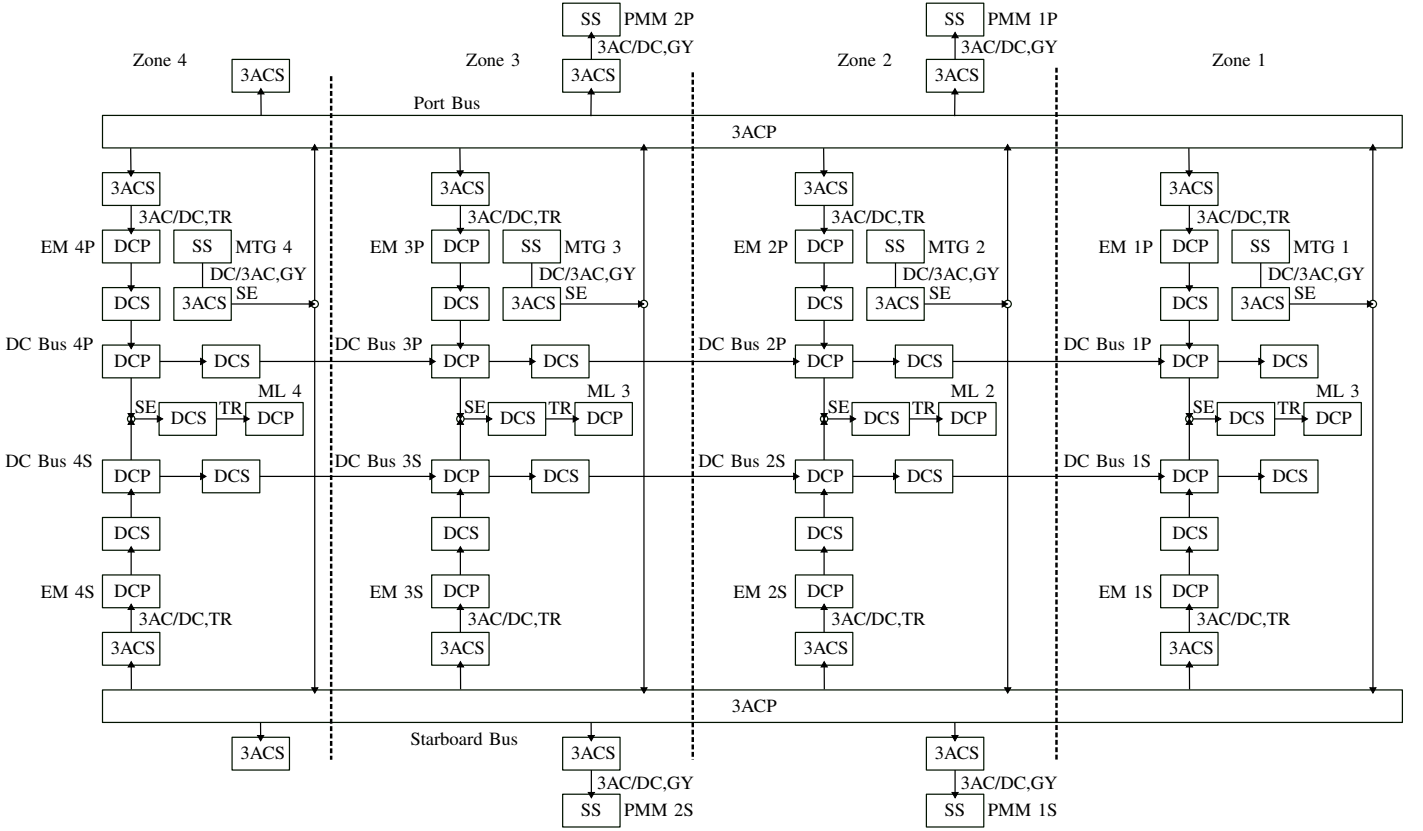 SS PMM 2P SS PMM 1P
3AC/DC,GY 3AC/DC,GY
Zone 4 Zone 3 Zone 2 Zone 1
3ACS 3ACS 3ACS
Port Bus
3ACP
3ACS 3ACS 3ACS 3ACS
3AC/DC,TR 3AC/DC,TR 3AC/DC,TR 3AC/DC,TR
EM 4P DCP SS MTG 4 EM 3P DCP SS MTG 3 EM 2P DCP SS MTG 2 EM 1P DCP SS MTG 1
DC/3AC,GY DC/3AC,GY DC/3AC,GY DC/3AC,GY
DCS 3ACS SE DCS 3ACS SE DCS 3ACS SE DCS 3ACS SE
DC Bus 4P DCP DCS DC Bus 3P DCP DCS DC Bus 2P DCP DCS DC Bus 1P DCP DCS
ML 4 ML 3 ML 2 ML 3
SE DCS TR DCP SE DCS TR DCP SE DCS TR DCP SE DCS TR DCP
DC Bus 4S DCP DCS DC Bus 3S DCP DCS DC Bus 2S DCP DCS DC Bus 1S DCP DCS
DCS DCS DCS DCS
EM 4S DCP EM 3S DCP EM 2S DCP EM 1S DCP
3AC/DC,TR 3AC/DC,TR 3AC/DC,TR 3AC/DC,TR
3ACS 3ACS 3ACS 3ACS
3ACP
Starboard Bus
3ACS 3ACS 3ACS
3AC/DC,GY 3AC/DC,GY
SS PMM 2S SS PMM 1S